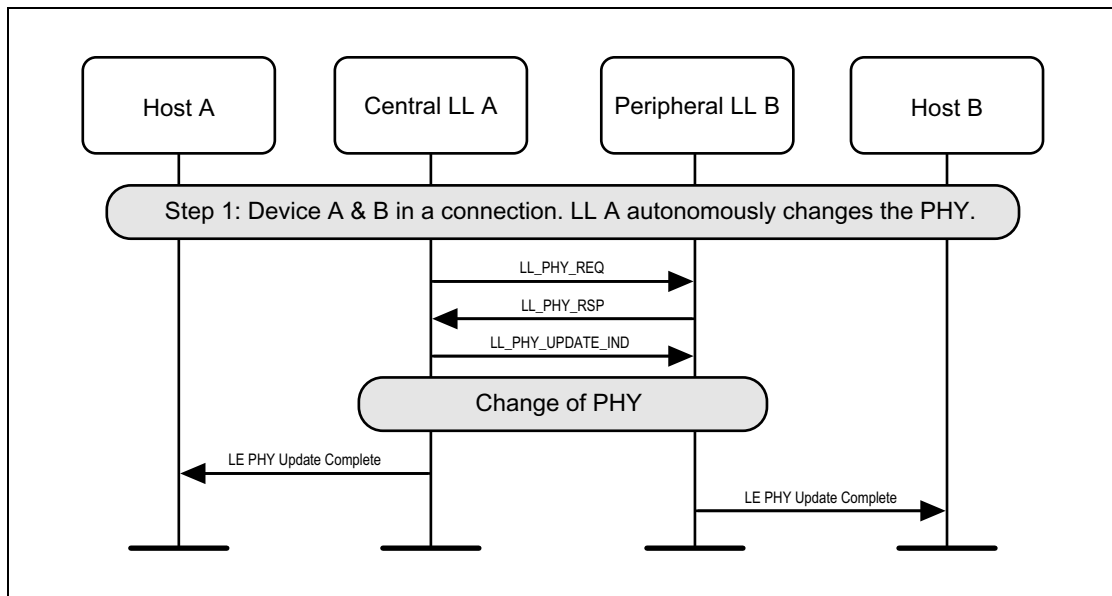 Host A
Central LL A
Peripheral LL B
Host B
Step 1: Device A & B in a connection. LL A autonomously changes the PHY.
LL_PHY_REQ
LL_PHY_RSP
LL_PHY_UPDATE_IND
Change of PHY
LE PHY Update Complete
LE PHY Update Complete